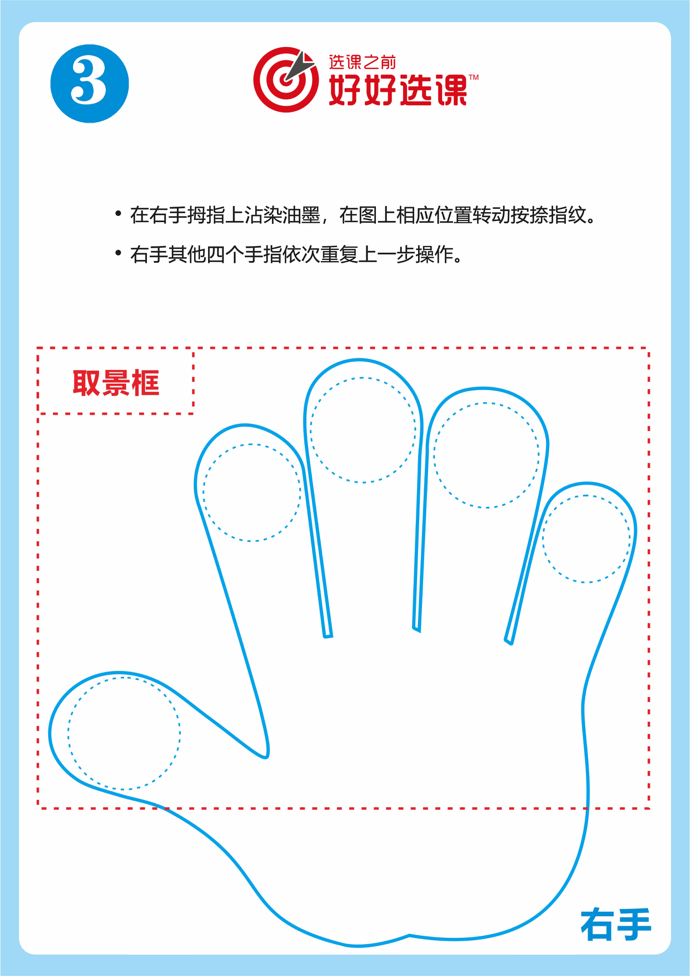 3
选课之前
好好选课™
• 在右手拇指上沾染油墨，在图上相应位置转动按捺指纹。
• 右手其他四个手指依次重复上一步操作。
取景框
右手